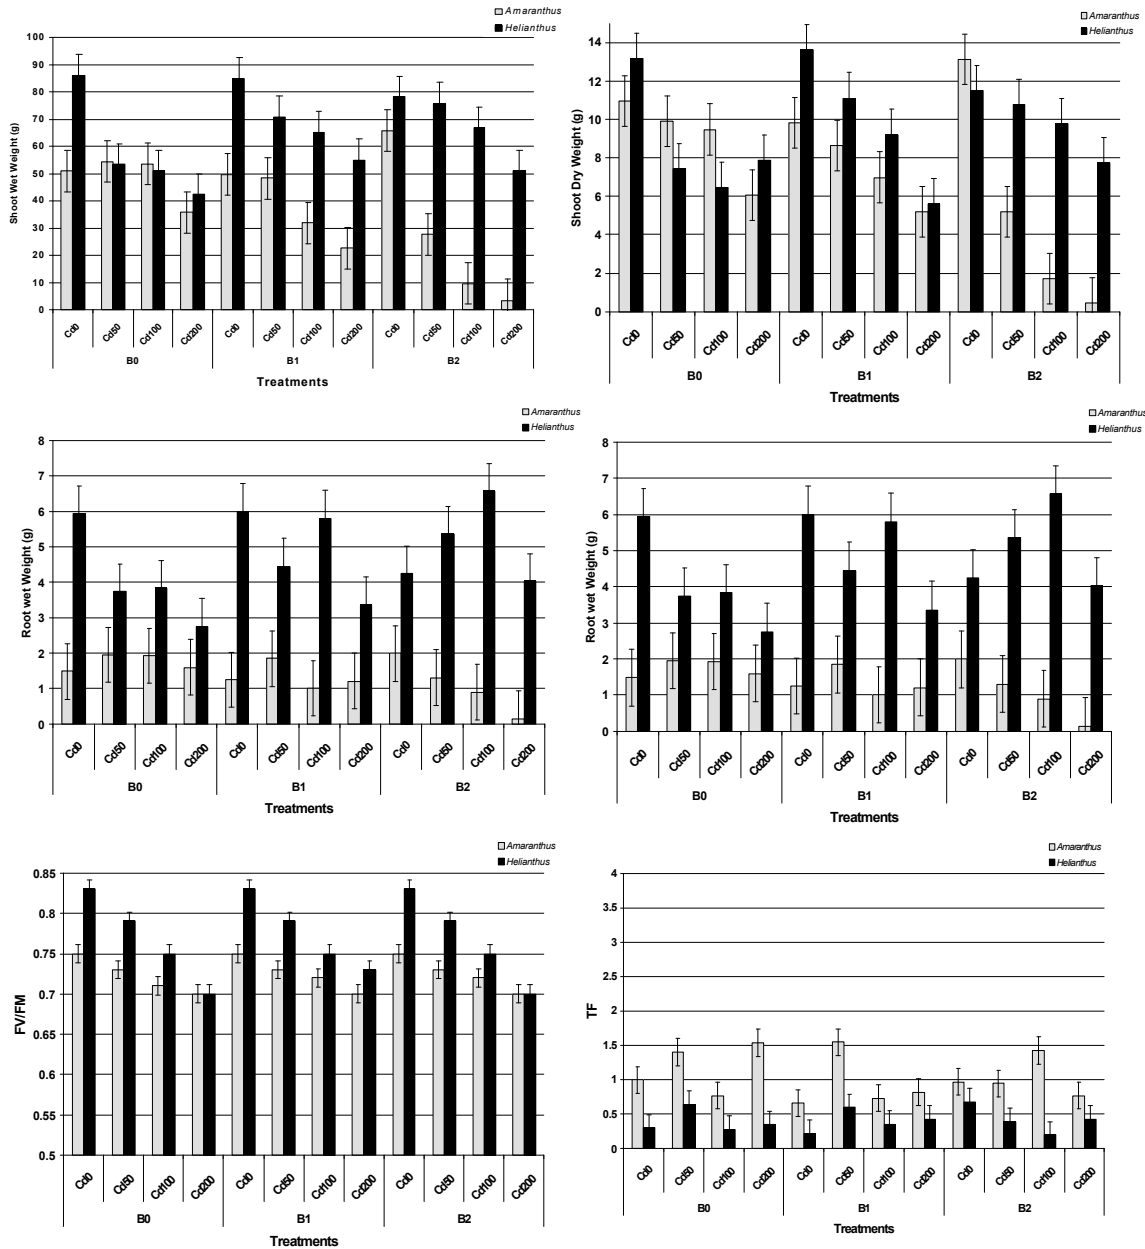 Amaranthus
Helianthus
Shoot Wet Weight (g)
100
90
80
70
60
50
40
30
20
10
0
Cd0 Cd50 Cd100 Cd200 Cd0 Cd50 Cd100 Cd200 Cd0 Cd50 Cd100 Cd200
B0 B1 B2
Treatments
Amaranthus
Helianthus
Shoot Dry Weight (g)
14
12
10
8
6
4
2
0
Cd0 Cd50 Cd100 Cd200 Cd0 Cd50 Cd100 Cd200 Cd0 Cd50 Cd100 Cd200
B0 B1 B2
Treatments
Amaranthus
Helianthus
Root wet Weight (g)
8
7
6
5
4
3
2
1
0
Cd0 Cd50 Cd100 Cd200 Cd0 Cd50 Cd100 Cd200 Cd0 Cd50 Cd100 Cd200
B0 B1 B2
Treatments
Amaranthus
Helianthus
Root wet Weight (g)
8
7
6
5
4
3
2
1
0
Cd0 Cd50 Cd100 Cd200 Cd0 Cd50 Cd100 Cd200 Cd0 Cd50 Cd100 Cd200
B0 B1 B2
Treatments
Amaranthus
Helianthus
FV/FM
0.85
0.8
0.75
0.7
0.65
0.6
0.55
0.5
Cd0 Cd50 Cd100 Cd200 Cd0 Cd50 Cd100 Cd200 Cd0 Cd50 Cd100 Cd200
B0 B1 B2
Treatments
Amaranthus
Helianthus
TF
4
3.5
3
2.5
2
1.5
1
0.5
0
Cd0 Cd50 Cd100 Cd200 Cd0 Cd50 Cd100 Cd200 Cd0 Cd50 Cd100 Cd200
B0 B1 B2
Treatments